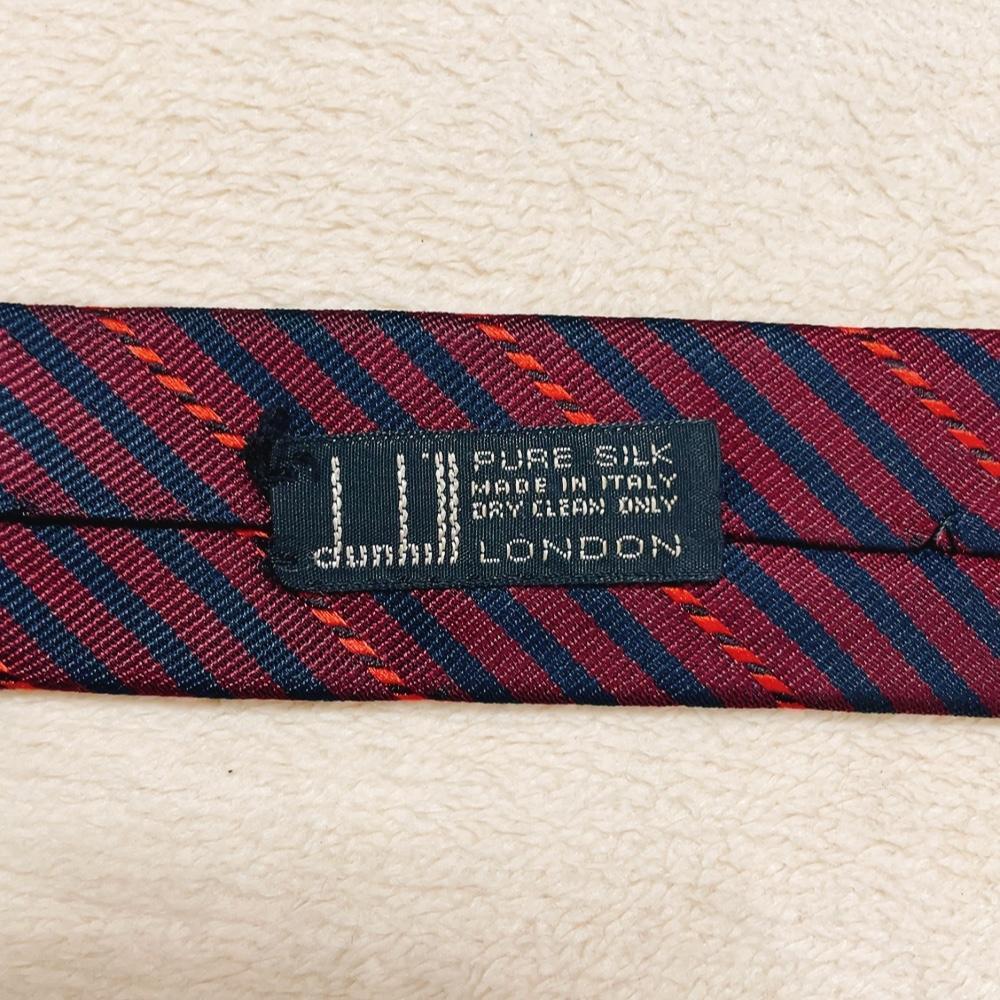 dunhill
PURE SILK
MADE IN ITALY
DRY CLEAN ONLY
LONDON